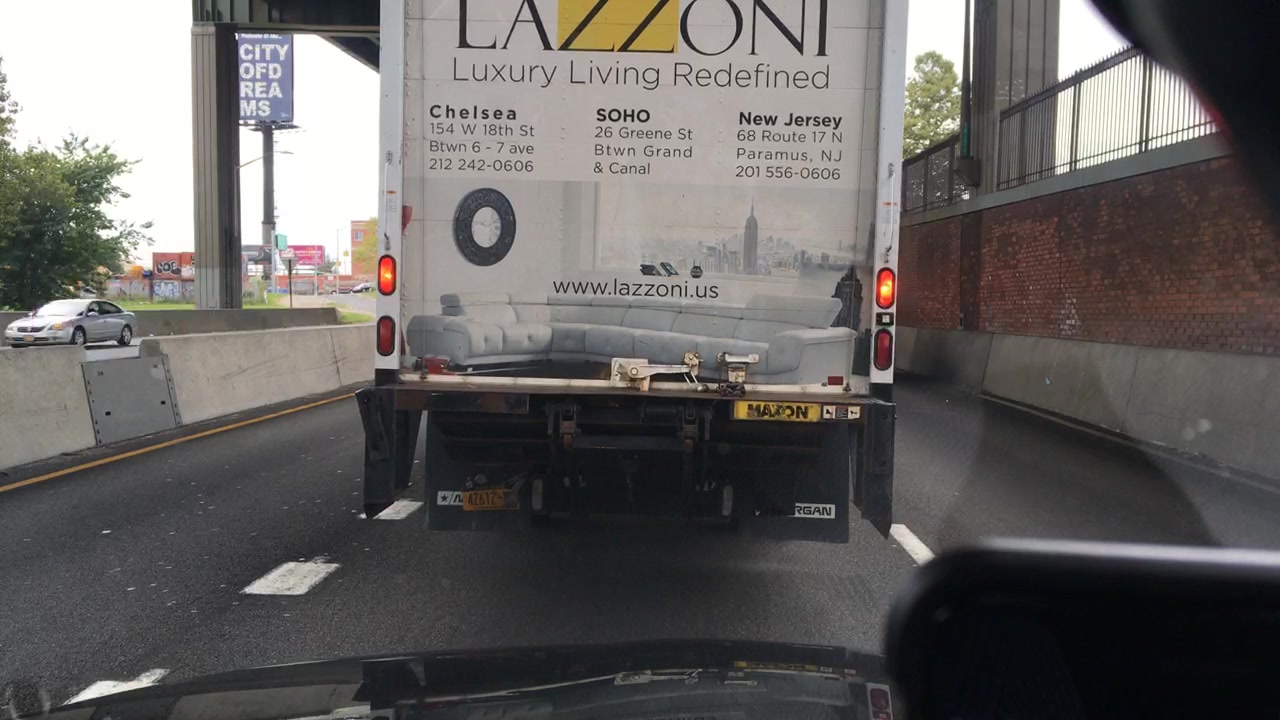 CITY
OFD
REA
MS
LAZZONI
Luxury Living Redefined
Chelsea
154 W 18th St
Btwn 6 - 7 ave
212 242-0606
SOHO
26 Greene St
Btwn Grand
& Canal
New Jersey
68 Route 17 N
Paramus, NJ
201 556-0606
www.lazzoni.us
MAXON
RGAN